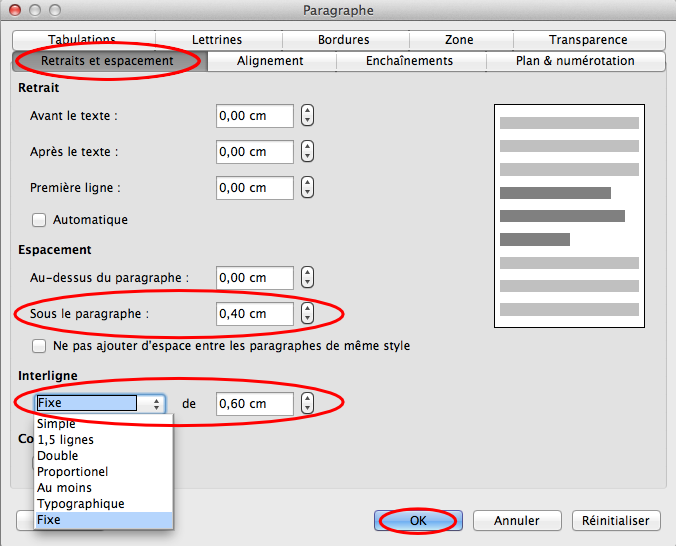 Paragraphe
Tabulations Lettrines Bordures Zone Transparence
Retraits et espacement Alignement Enchaînements Plan & numérotation
Retrait
Avant le texte : 0,00 cm
Après le texte : 0,00 cm
Première ligne : 0,00 cm
Automatique
Espacement
Au-dessus du paragraphe : 0,00 cm
Sous le paragraphe : 0,40 cm
Ne pas ajouter d'espace entre les paragraphes de même style
Interligne
Fixe de 0,60 cm
Simple
1,5 lignes
Co
Double
Proportionel
Au moins
Typographique
Fixe
OK Annuler Réinitialiser